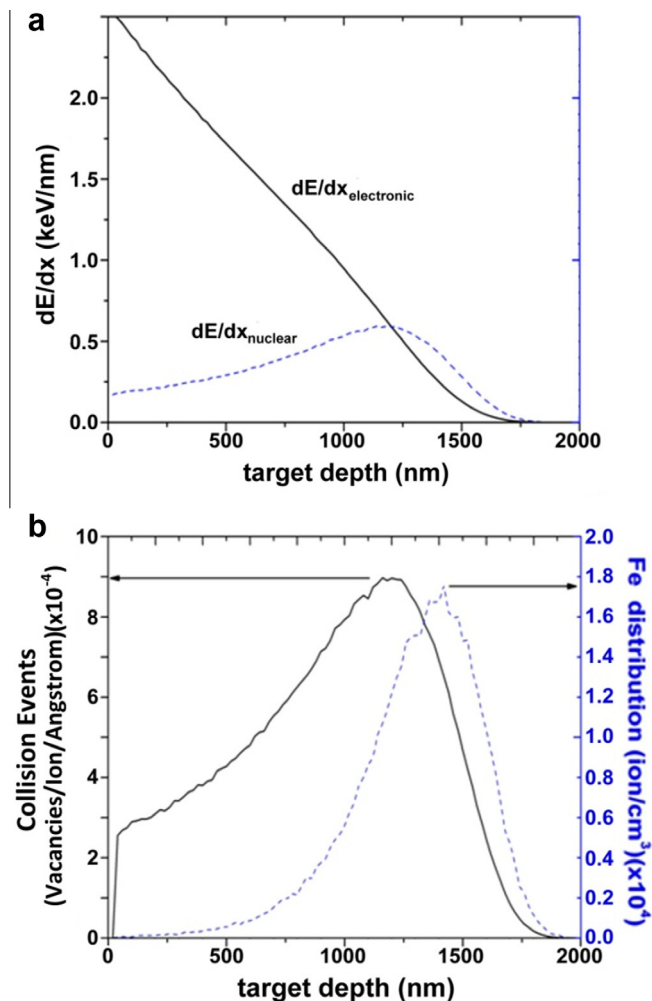 a
2.0
1.5
1.0
0.5
0.0
dE/dx (keV/nm)
dE/dxelectronic
dE/dxnuclear
0 500 1000 1500 2000
target depth (nm)
b
10
8
6
4
2
0
Collision Events
(Vacancies/Ion/Angstrom)(x10-4)
2.0
1.8
1.6
1.4
1.2
1.0
0.8
0.6
0.4
0.2
0.0
Fe distribution (ion/cm3)(x104)
0 500 1000 1500 2000
target depth (nm)